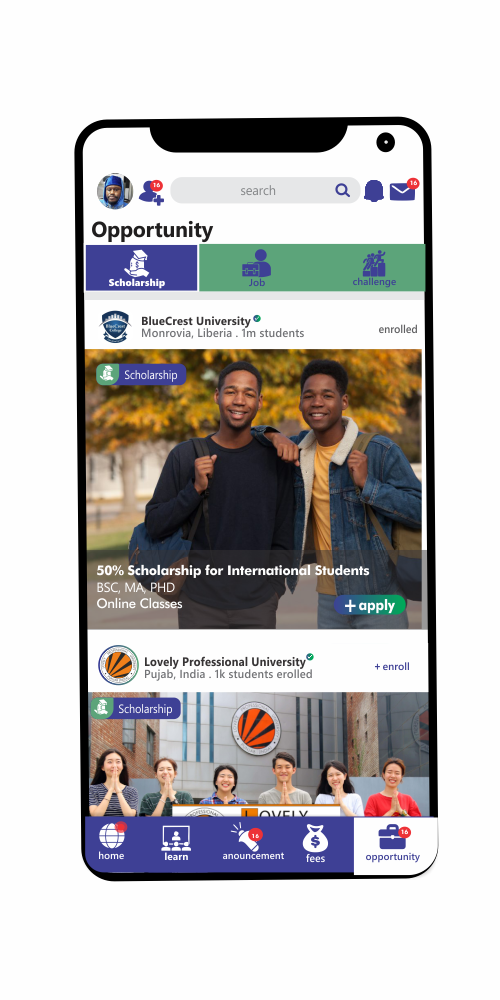 16
search
16
Opportunity
Scholarship
Job
challenge
BlueCrest
College
BlueCrest University
Monrovia, Liberia . 1m students
enrolled
Scholarship
50% Scholarship for International Students
BSC, MA, PHD
Online Classes
+ apply
Lovely Professional University
Pujab, India . 1k students erolled
+ enroll
Scholarship
LOVELY
home
learn
16
anouncement
fees
16
opportunity